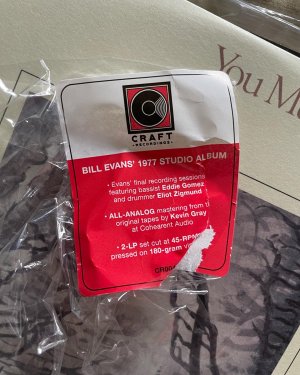 You M
CRAFT
RECORDINGS
BILL EVANS' 1977 STUDIO ALBUM
• Evans' final recording sessions
featuring bassist Eddie Gomez
and drummer Eliot Zigmund
• ALL-ANALOG mastering from
original tapes by Kevin Gray
at Cohearent Audio
• 2-LP set cut at 45-RPM
pressed on 180-gram